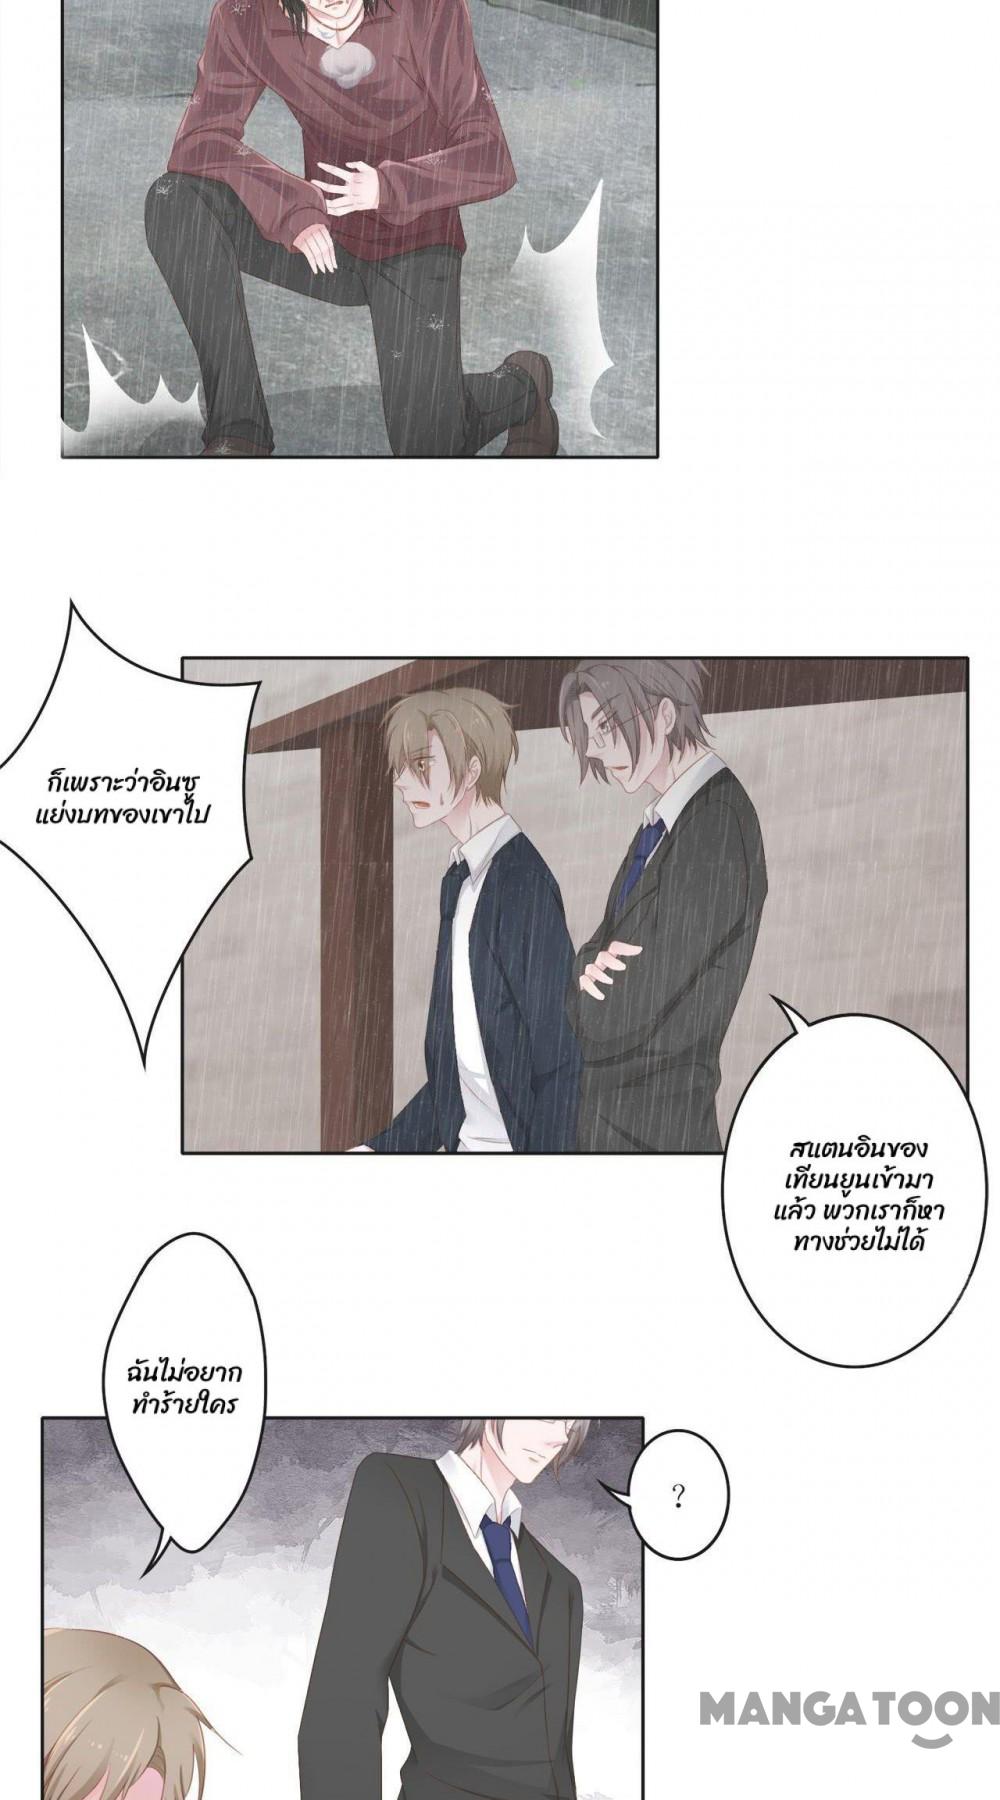 ก็เพราะว่าอินซู
แย่งบทของเขาไป
สแตนอินของ
เทียนยูนเข้ามา
แล้ว พวกเราก็หา
ทางช่วยไม่ได้
ฉันไม่อยาก
ทำร้ายใคร
?
MANGATOON